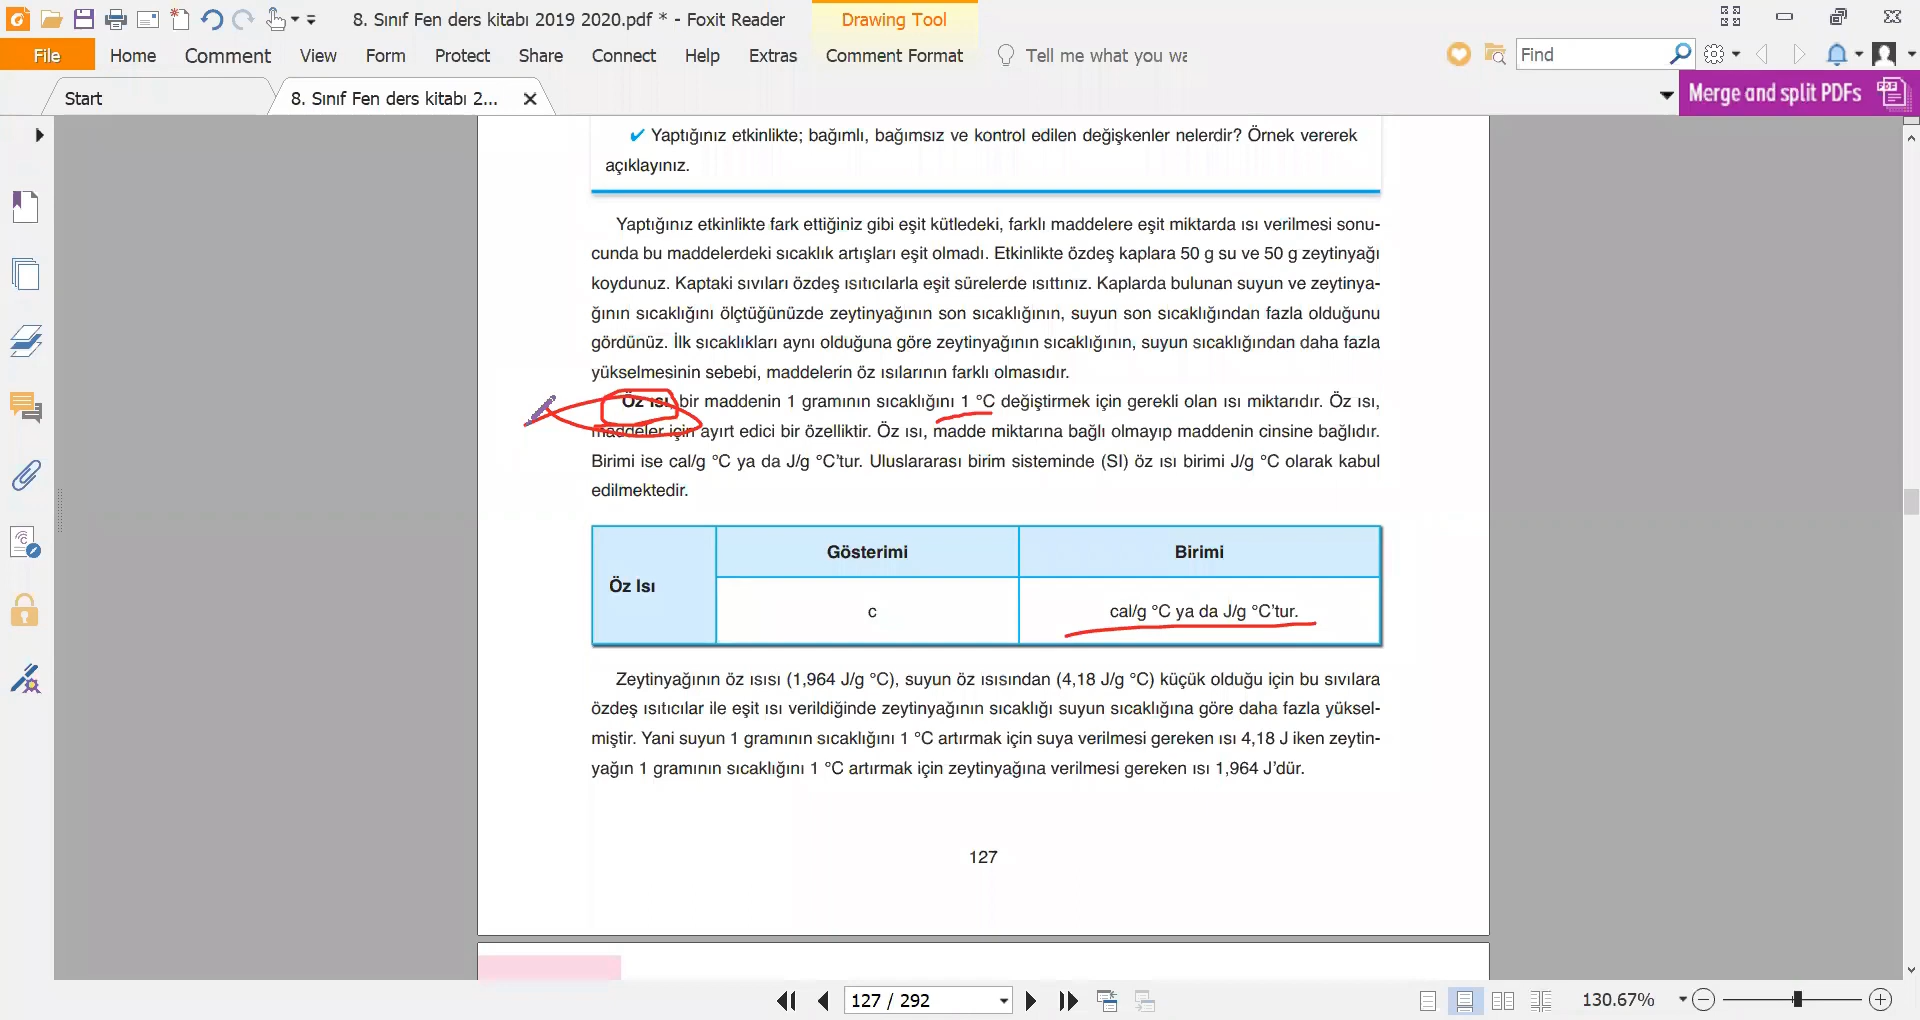 8. Sınıf Fen ders kitabı 2019 2020.pdf * - Foxit Reader
Drawing Tool
File Home Comment View Form Protect Share Connect Help Extras Comment Format Tell me what you wa Find
Start 8. Sınıf Fen ders kitabı 2... Merge and split PDFs
✔ Yaptığınız etkinlikte; bağımlı, bağımsız ve kontrol edilen değişkenler nelerdir? Örnek vererek
açıklayınız.
Yaptığınız etkinlikte fark ettiğiniz gibi eşit kütledeki, farklı maddelere eşit miktarda ısı verilmesi sonu-
cunda bu maddelerdeki sıcaklık artışları eşit olmadı. Etkinlikte özdeş kaplara 50 g su ve 50 g zeytinyağı
koydunuz. Kaptaki sıvıları özdeş ısıtıcılarla eşit sürelerde ısıttınız. Kaplarda bulunan suyun ve zeytinya-
ğının sıcaklığını ölçtüğünüzde zeytinyağının son sıcaklığının, suyun son sıcaklığından fazla olduğunu
gördünüz. İlk sıcaklıkları aynı olduğuna göre zeytinyağının sıcaklığının, suyun sıcaklığından daha fazla
yükselmesinin sebebi, maddelerin öz ısılarının farklı olmasıdır.
Öz ısı, bir maddenin 1 gramının sıcaklığını 1 °C değiştirmek için gerekli olan ısı miktarıdır. Öz ısı,
maddeler için ayırt edici bir özelliktir. Öz ısı, madde miktarına bağlı olmayıp maddenin cinsine bağlıdır.
Birimi ise cal/g °C ya da J/g °C'tur. Uluslararası birim sisteminde (SI) öz ısı birimi J/g °C olarak kabul
edilmektedir.
Gösterimi Birimi
Öz Isı
c cal/g °C ya da J/g °C'tur.
Zeytinyağının öz ısısı (1,964 J/g °C), suyun öz ısısından (4,18 J/g °C) küçük olduğu için bu sıvılara
özdeş ısıtıcılar ile eşit ısı verildiğinde zeytinyağının sıcaklığı suyun sıcaklığına göre daha fazla yüksel-
miştir. Yani suyun 1 gramının sıcaklığını 1 °C artırmak için suya verilmesi gereken ısı 4,18 J iken zeytin-
yağın 1 gramının sıcaklığını 1 °C artırmak için zeytinyağına verilmesi gereken ısı 1,964 J'dür.
127
127 / 292 130.67%